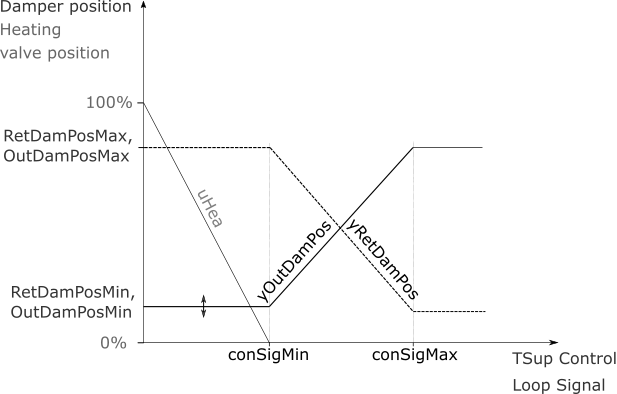 Damper position
Heating
valve position
100%
RetDamPosMax,
OutDamPosMax
uHea
yOutDamPos
yRetDamPos
RetDamPosMin,
OutDamPosMin
0%
conSigMin
conSigMax
TSup Control
Loop Signal